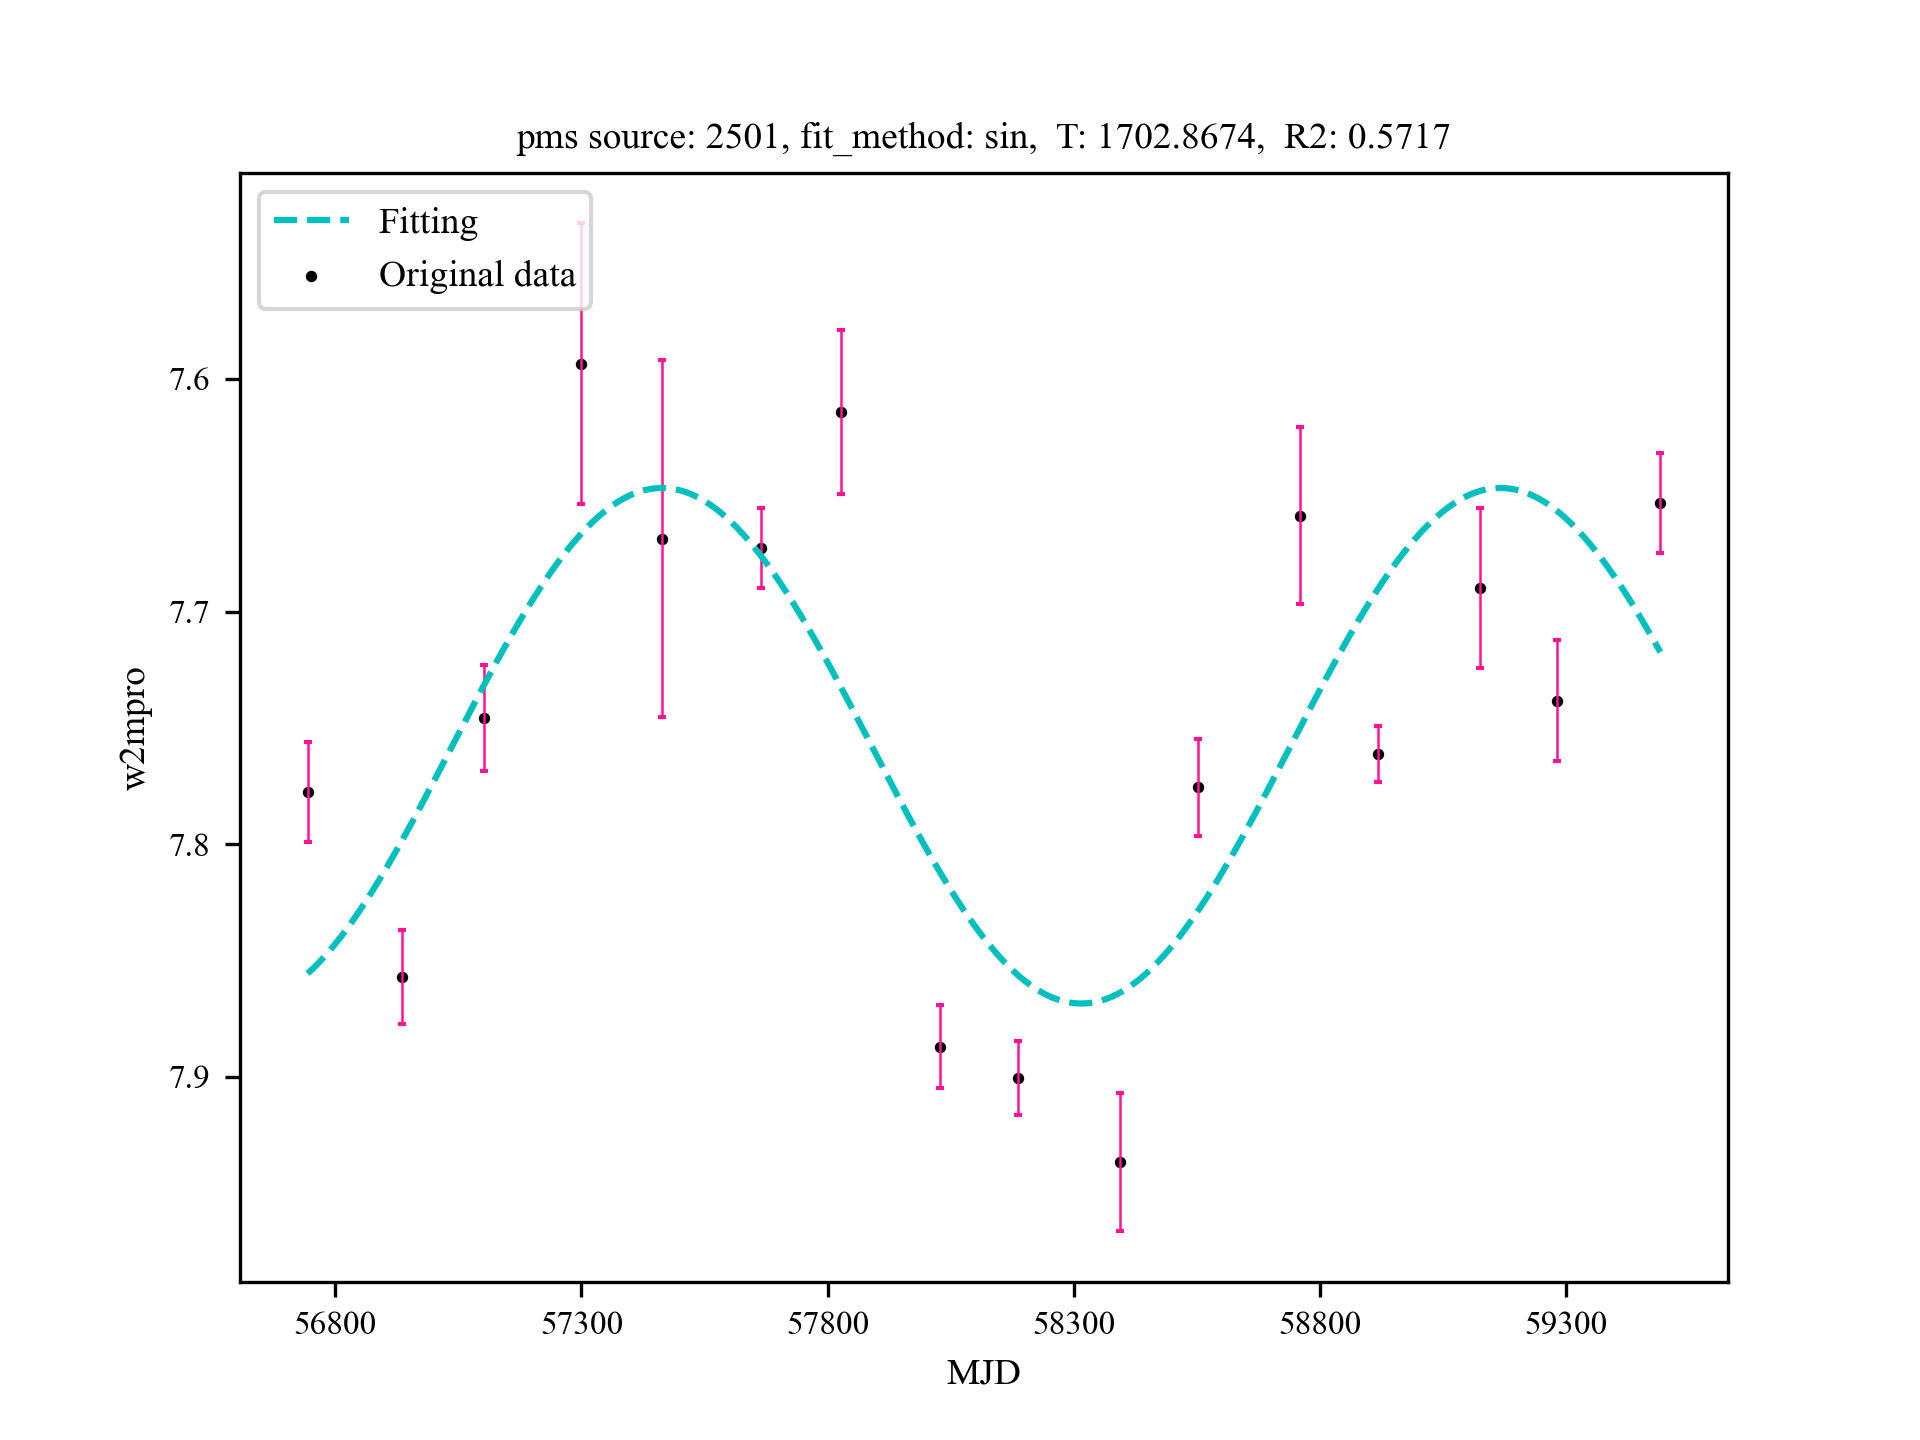 pms source: 2501, fit_method: sin,  T: 1702.8674,  R2: 0.5717
Fitting
Original data
7.6
7.7
7.8
7.9
w2mpro
56800 57300 57800 58300 58800 59300
MJD